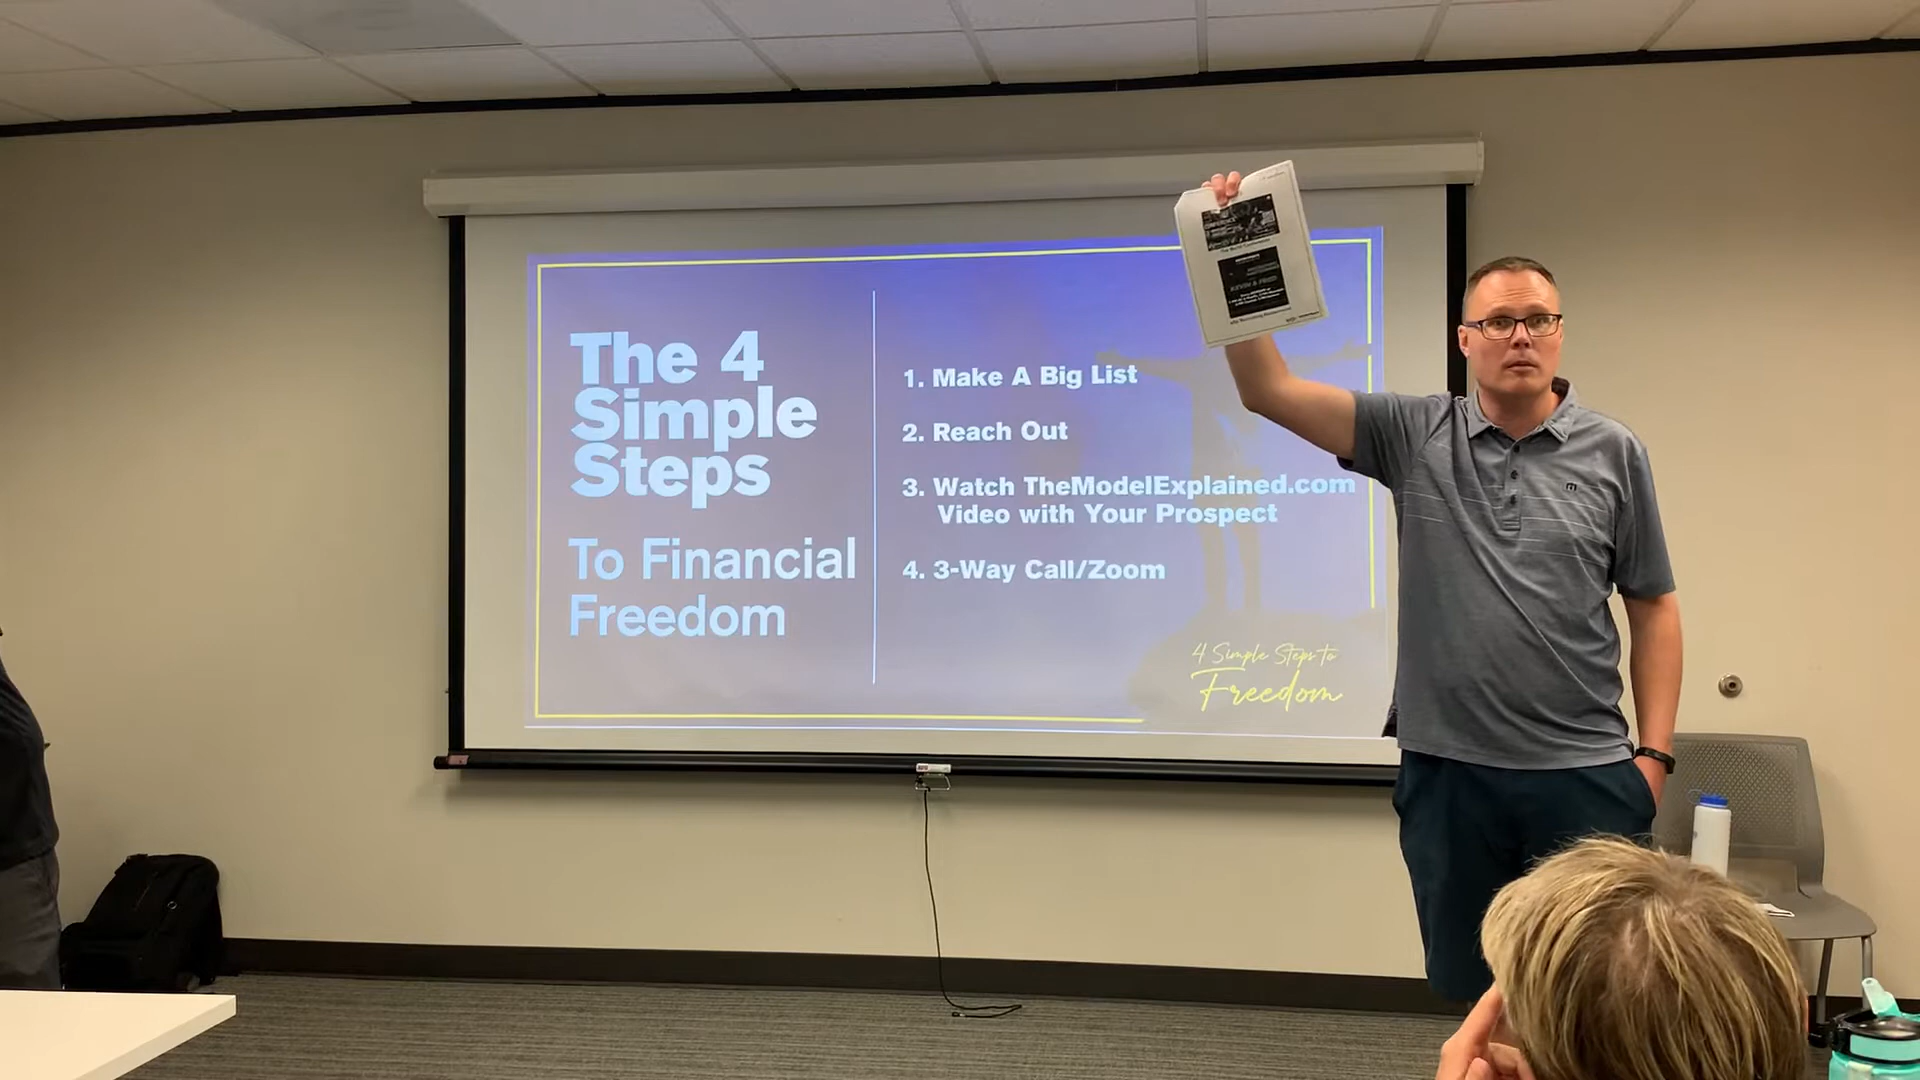 The 4
Simple
Steps
To Financial
Freedom
1. Make A Big List
2. Reach Out
3. Watch TheModelExplained.com
Video with Your Prospect
4. 3-Way Call/Zoom
4 Simple Steps to
Freedom